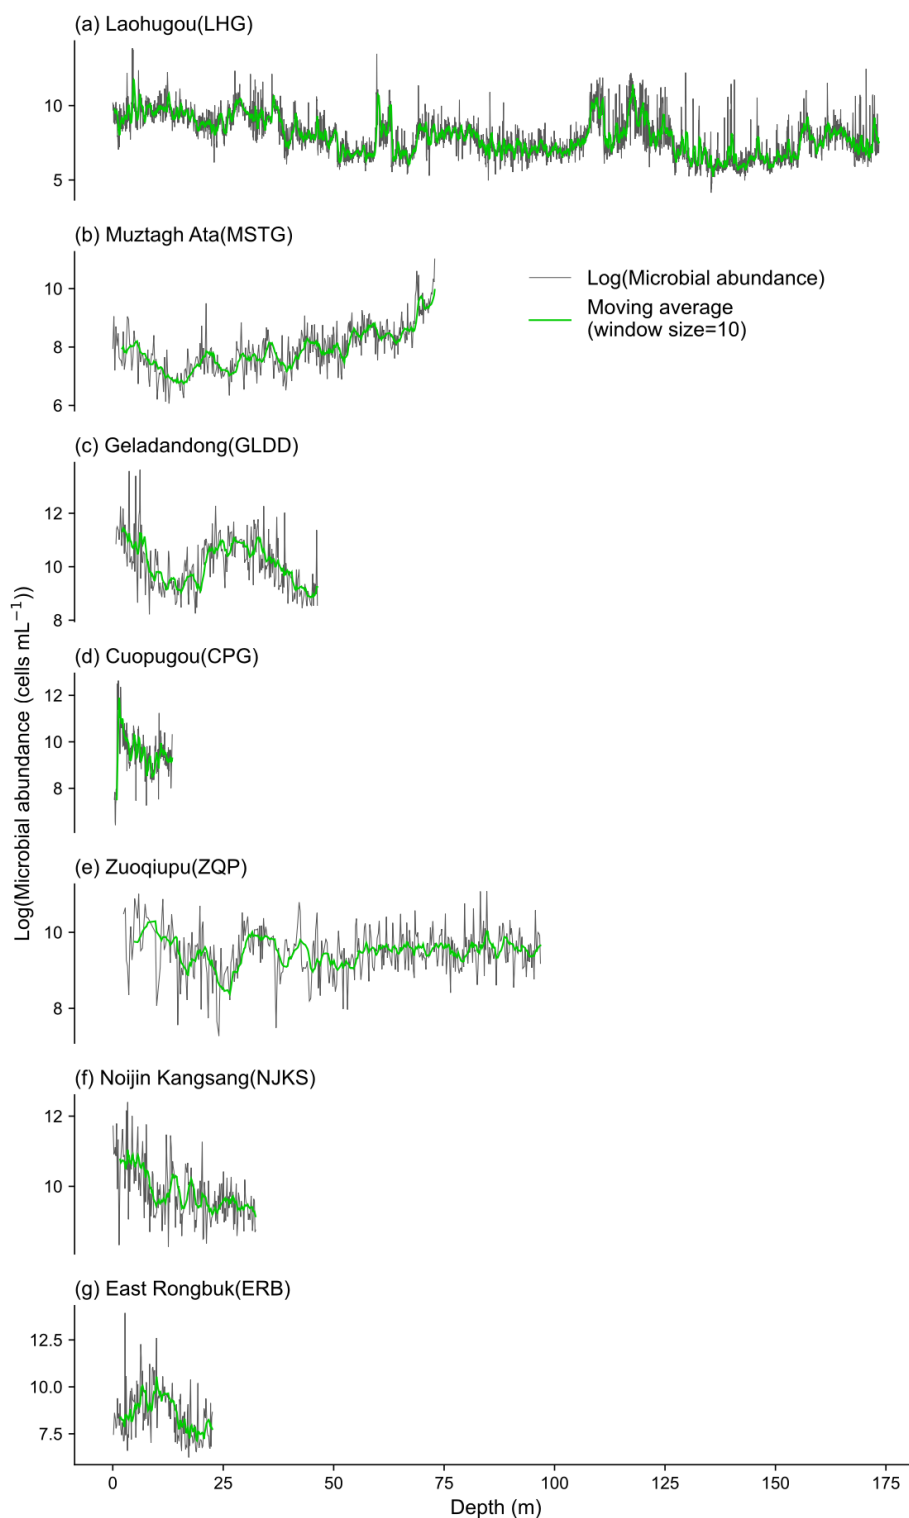 (a) Laohugou(LHG)
10
5
(b) Muztagh Ata(MSTG)
10
8
6
Log(Microbial abundance)
Moving average
(window size=10)
(c) Geladandong(GLDD)
12
10
8
(d) Cuopugou(CPG)
12
10
8
Log(Microbial abundance (cells mL⁻¹))
(e) Zuoqiupu(ZQP)
10
8
(f) Noijin Kangsang(NJKS)
12
10
(g) East Rongbuk(ERB)
12.5
10.0
7.5
0 25 50 75 100 125 150 175
Depth (m)